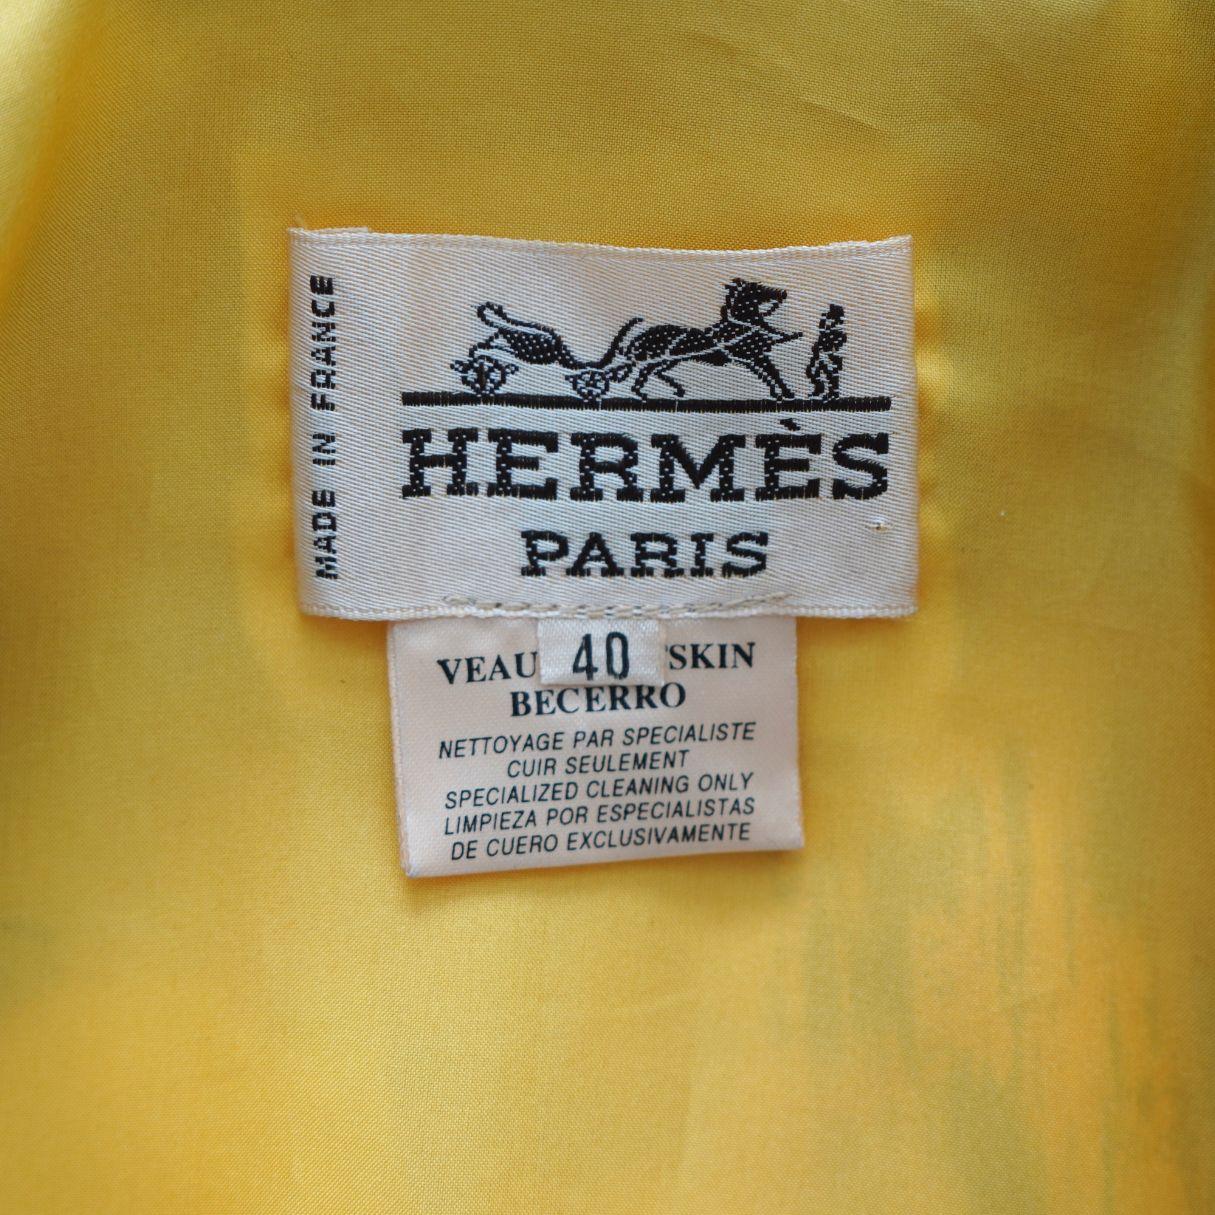 MADE IN FRANCE
HERMÈS
PARIS
40
VEAU TSKIN
BECERRO
NETTOYAGE PAR SPECIALISTE
CUIR SEULEMENT
SPECIALIZED CLEANING ONLY
LIMPIEZA POR ESPECIALISTAS
DE CUERO EXCLUSIVAMENTE